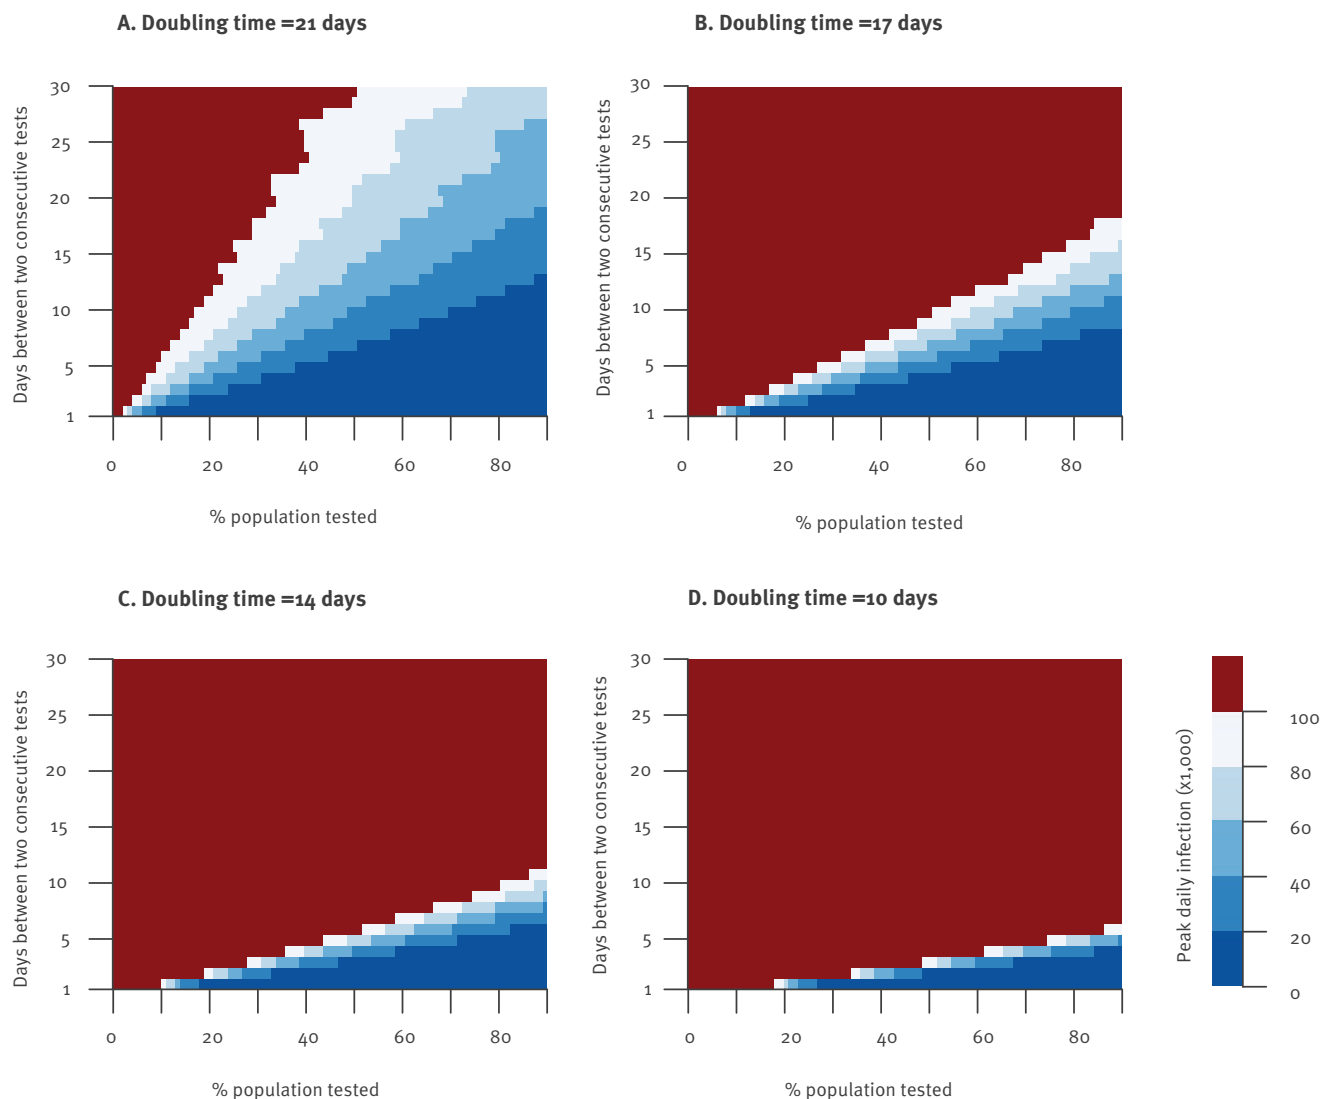 A. Doubling time =21 days
Days between two consecutive tests
30
25
20
15
10
5
1
0 20 40 60 80
% population tested
B. Doubling time =17 days
Days between two consecutive tests
30
25
20
15
10
5
1
0 20 40 60 80
% population tested
C. Doubling time =14 days
Days between two consecutive tests
30
25
20
15
10
5
1
0 20 40 60 80
% population tested
D. Doubling time =10 days
Days between two consecutive tests
30
25
20
15
10
5
1
0 20 40 60 80
% population tested
Peak daily infection (x1,000)
100
80
60
40
20
0